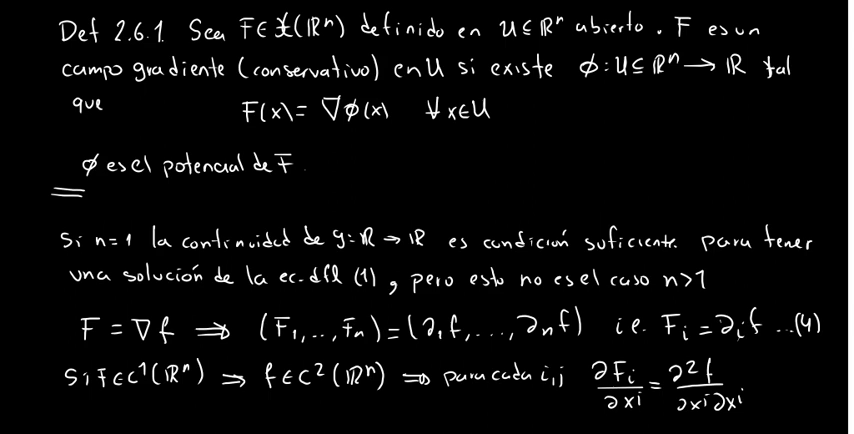 Def 2.6.1. Sea F∈𝔛(ℝⁿ) definido en U⊆ℝⁿ abierto. F es un
campo gradiente (conservativo) en U si existe ϕ:U⊆ℝⁿ→ℝ tal
que F(x)=∇ϕ(x) ∀x∈U
ϕ es el potencial de F.
Si n=1 la continuidad de g:ℝ→ℝ es condición suficiente para tener
una solución de la ec. dfl (1), pero esto no es el caso n>1
F=∇f ⇒ (F₁,..,Fₙ)=(∂₁f,...,∂ₙf) i.e. Fᵢ=∂ᵢf ...(4)
Si F∈C¹(ℝⁿ) ⇒ f∈C²(ℝⁿ) ⇒ para cada i,j ∂Fᵢ/∂xi = ∂²f/∂xi∂xi